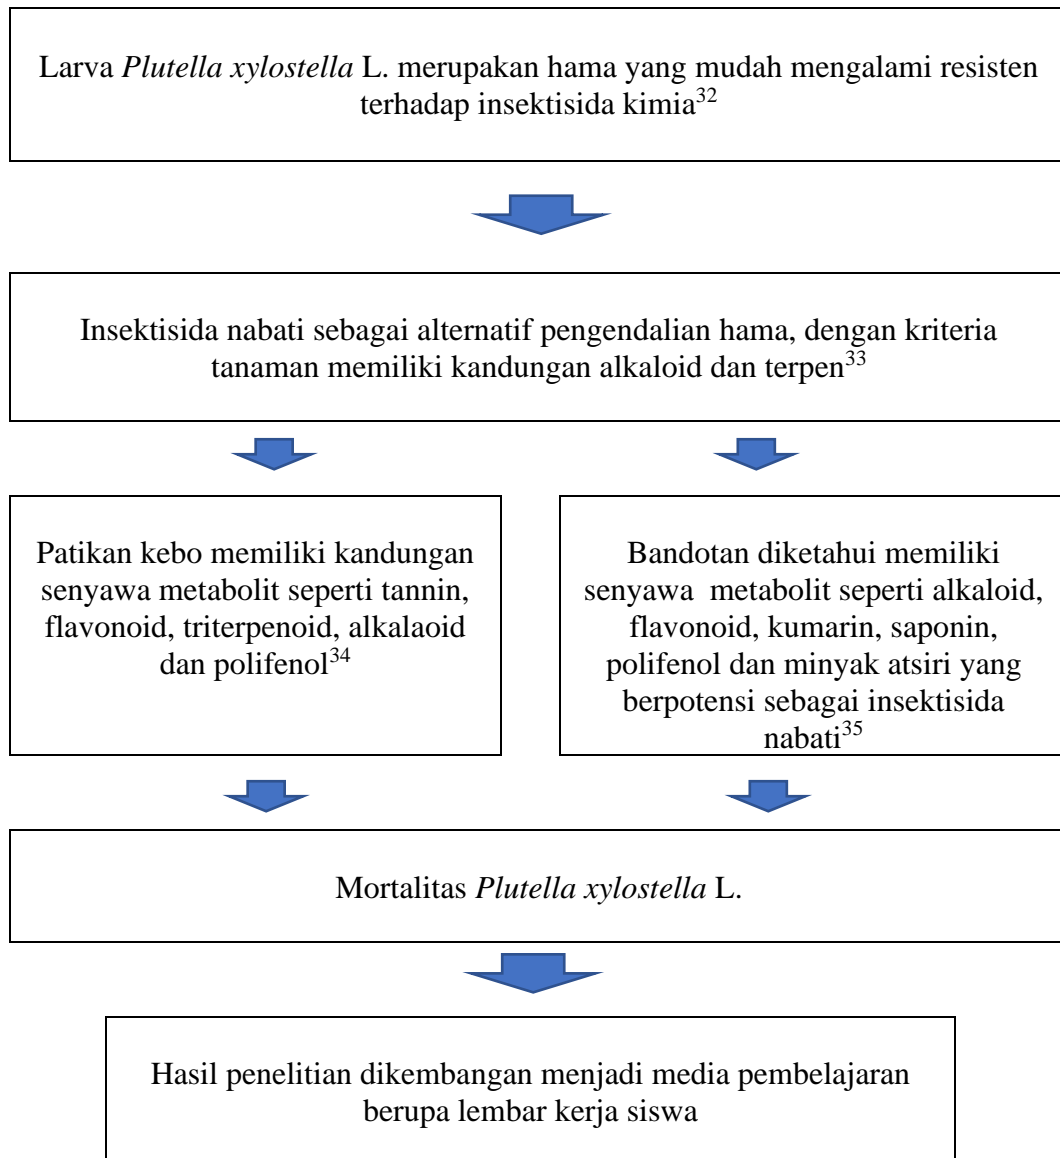 Larva Plutella xylostella L. merupakan hama yang mudah mengalami resisten
terhadap insektisida kimia32
Insektisida nabati sebagai alternatif pengendalian hama, dengan kriteria
tanaman memiliki kandungan alkaloid dan terpen33
Patikan kebo memiliki kandungan
senyawa metabolit seperti tannin,
flavonoid, triterpenoid, alkalaoid
dan polifenol34
Bandotan diketahui memiliki
senyawa  metabolit seperti alkaloid,
flavonoid, kumarin, saponin,
polifenol dan minyak atsiri yang
berpotensi sebagai insektisida
nabati35
Mortalitas Plutella xylostella L.
Hasil penelitian dikembangan menjadi media pembelajaran
berupa lembar kerja siswa